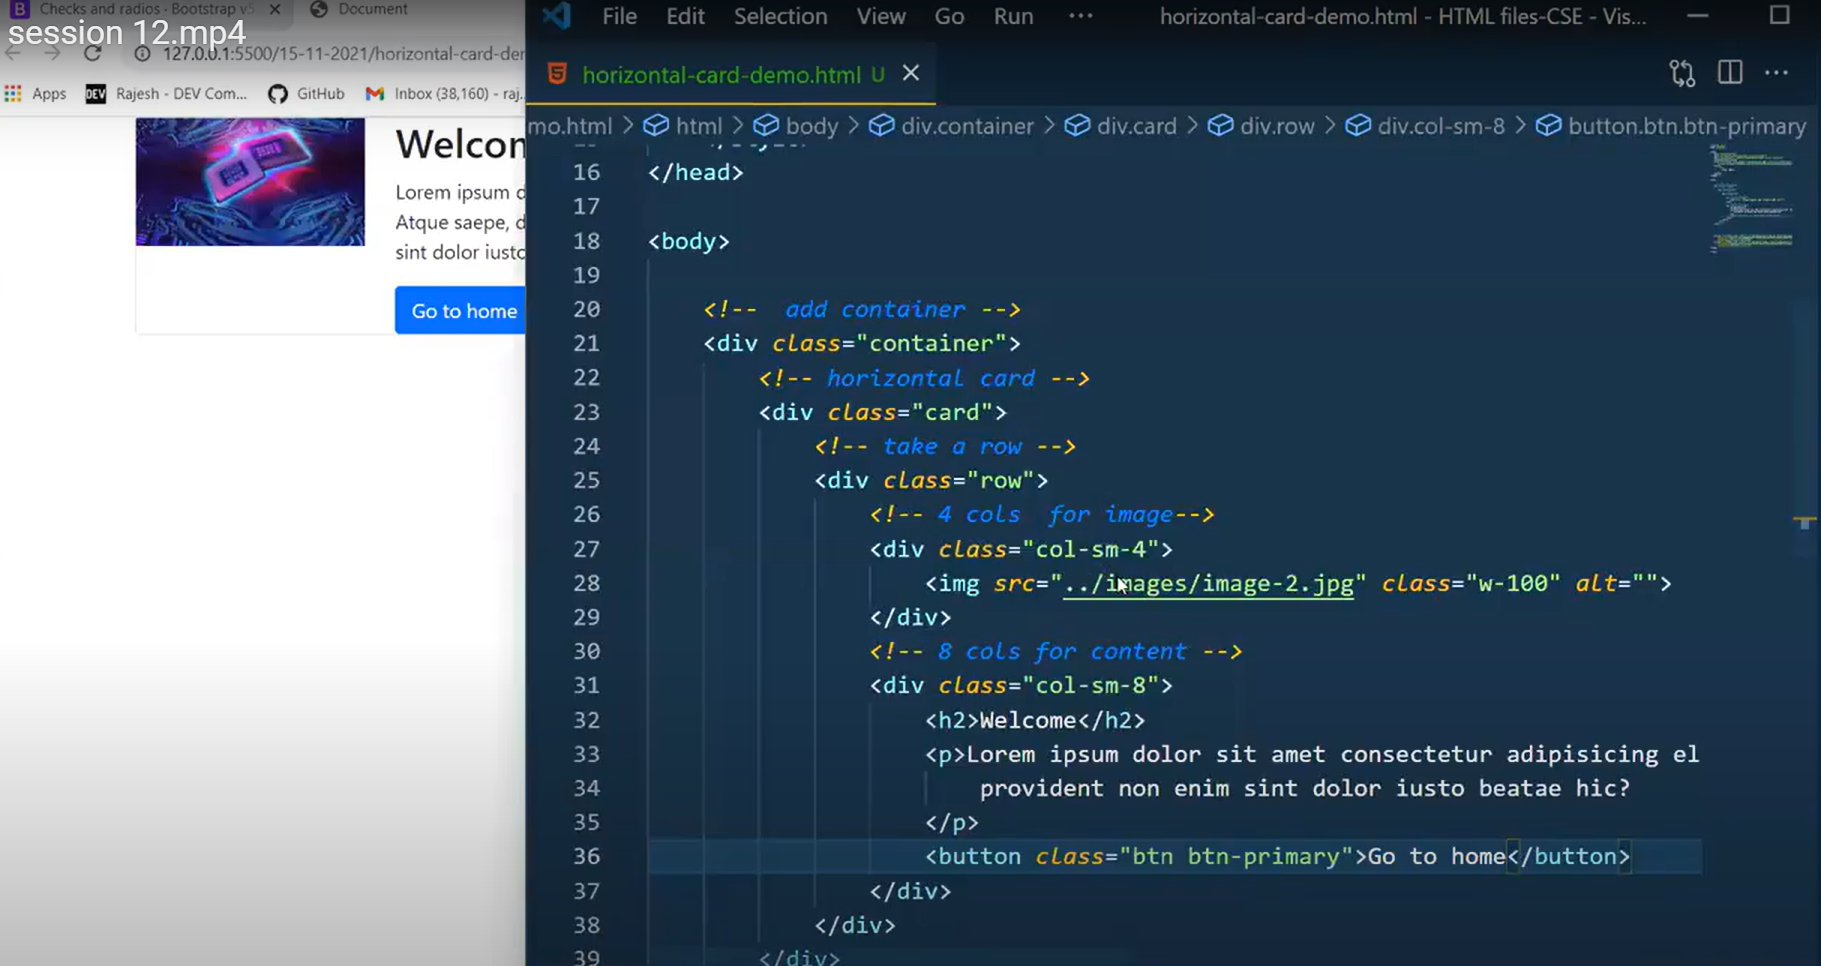 Checks and radios · Bootstrap v5
Document
session 12.mp4
127.0.0.1:5500/15-11-2021/horizontal-card-der
Apps
DEV
Rajesh - DEV Com...
GitHub
Inbox (38,160) - raj...
Welcon
Lorem ipsum d
Atque saepe, d
sint dolor iusto
Go to home
File Edit Selection View Go Run ··· horizontal-card-demo.html - HTML files-CSE - Vis...
horizontal-card-demo.html U
mo.html > html > body > div.container > div.card > div.row > div.col-sm-8 > button.btn.btn-primary
16 </head>
17
18 <body>
19
20 <!--  add container -->
21 <div class="container">
22 <!-- horizontal card -->
23 <div class="card">
24 <!-- take a row -->
25 <div class="row">
26 <!-- 4 cols  for image-->
27 <div class="col-sm-4">
28 <img src="../images/image-2.jpg" class="w-100" alt="">
29 </div>
30 <!-- 8 cols for content -->
31 <div class="col-sm-8">
32 <h2>Welcome</h2>
33 <p>Lorem ipsum dolor sit amet consectetur adipisicing el
34 provident non enim sint dolor iusto beatae hic?
35 </p>
36 <button class="btn btn-primary">Go to home</button>
37 </div>
38 </div>
39 </div>